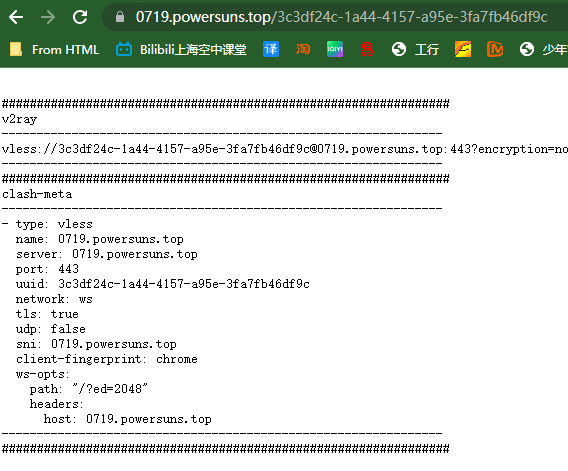 0719.powersuns.top/3c3df24c-1a44-4157-a95e-3fa7fb46df9c
From HTML Bilibili上海空中课堂 译 淘 iQIYI 工行 少年
################################################################
v2ray
---------------------------------------------------------------
vless://3c3df24c-1a44-4157-a95e-3fa7fb46df9c@0719.powersuns.top:443?encryption=no
---------------------------------------------------------------
################################################################
clash-meta
---------------------------------------------------------------
- type: vless
  name: 0719.powersuns.top
  server: 0719.powersuns.top
  port: 443
  uuid: 3c3df24c-1a44-4157-a95e-3fa7fb46df9c
  network: ws
  tls: true
  udp: false
  sni: 0719.powersuns.top
  client-fingerprint: chrome
  ws-opts:
    path: "/?ed=2048"
    headers:
      host: 0719.powersuns.top
---------------------------------------------------------------
################################################################